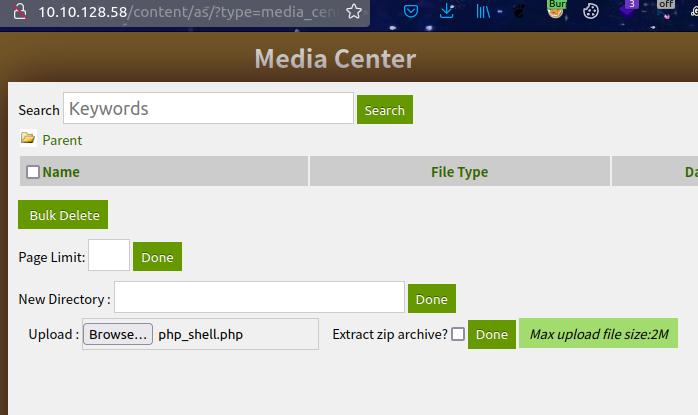 10.10.128.58/content/as/?type=media_cen
Burr
3
off
Media Center
Search Keywords Search
Parent
Name File Type Da
Bulk Delete
Page Limit: Done
New Directory : Done
Upload : Browse... php_shell.php Extract zip archive? Done Max upload file size:2M